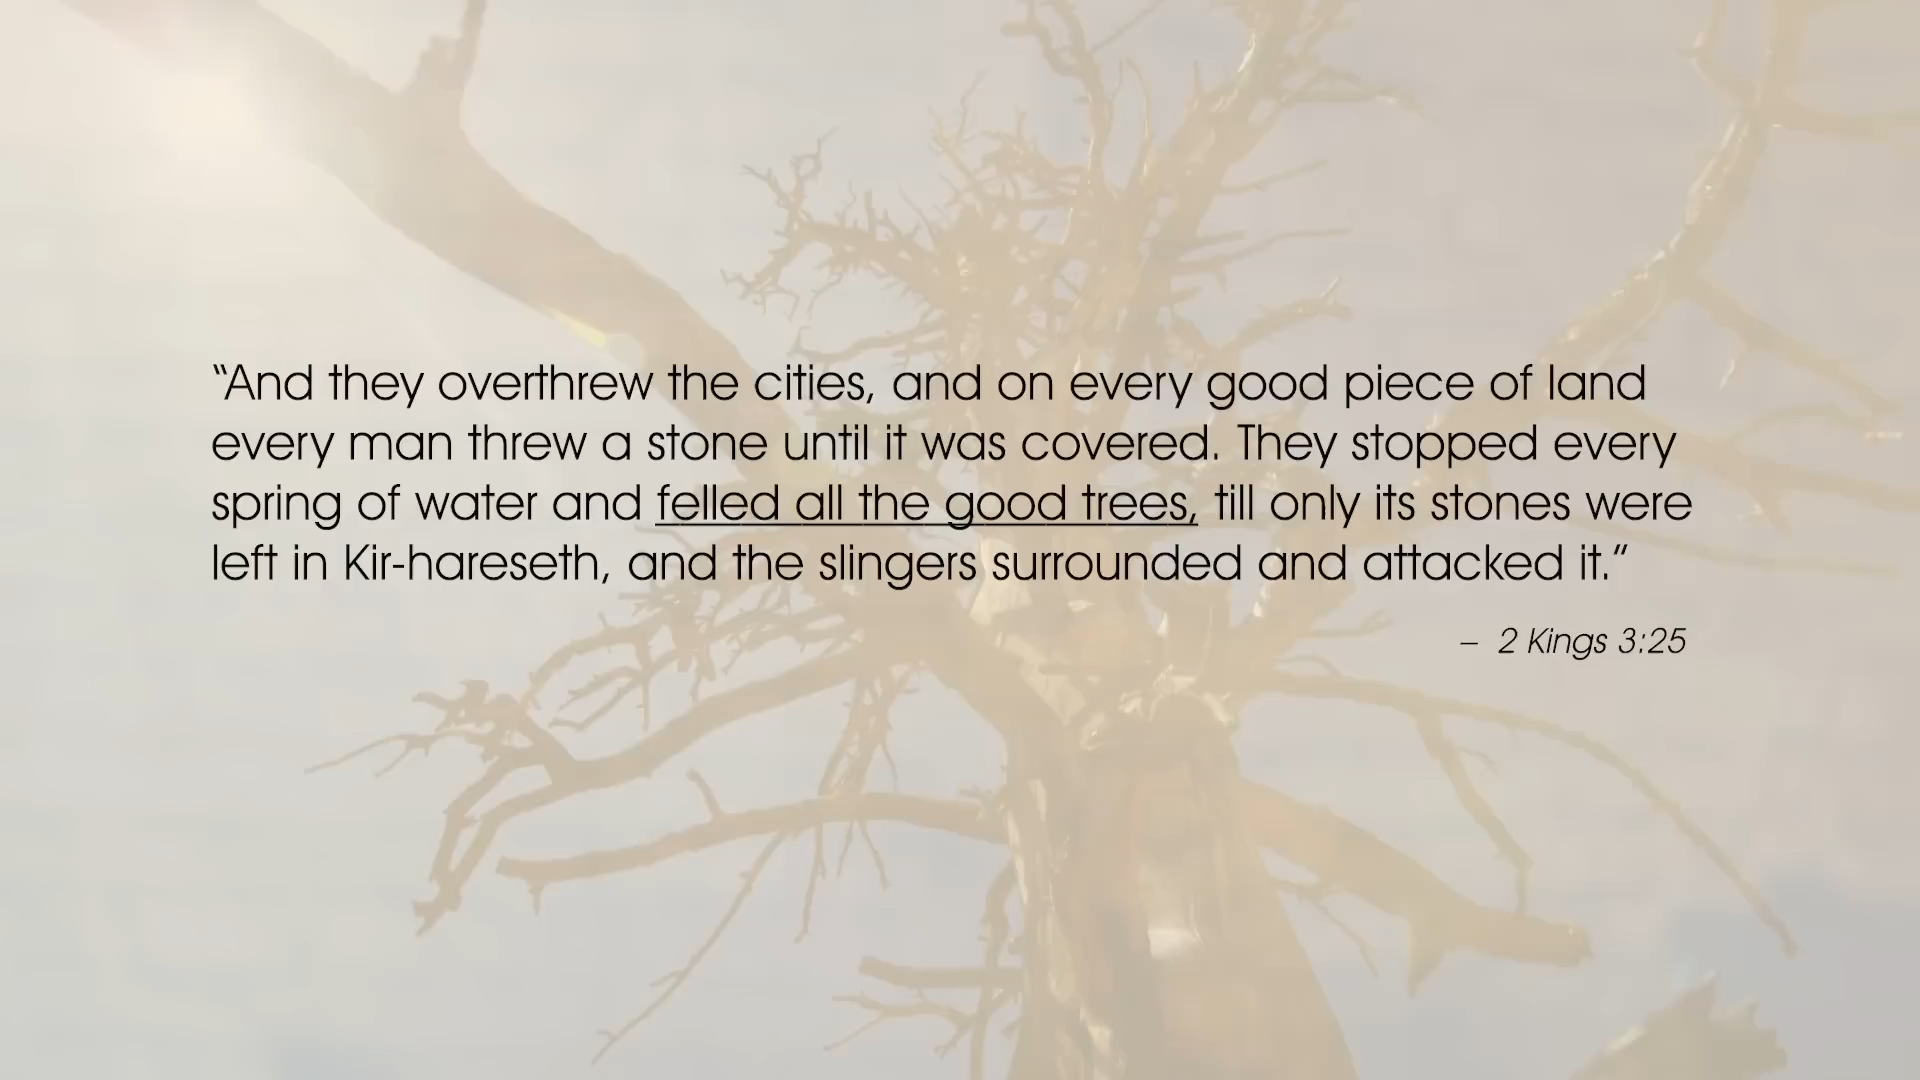 “And they overthrew the cities, and on every good piece of land
every man threw a stone until it was covered. They stopped every
spring of water and felled all the good trees, till only its stones were
left in Kir-hareseth, and the slingers surrounded and attacked it.”
– 2 Kings 3:25